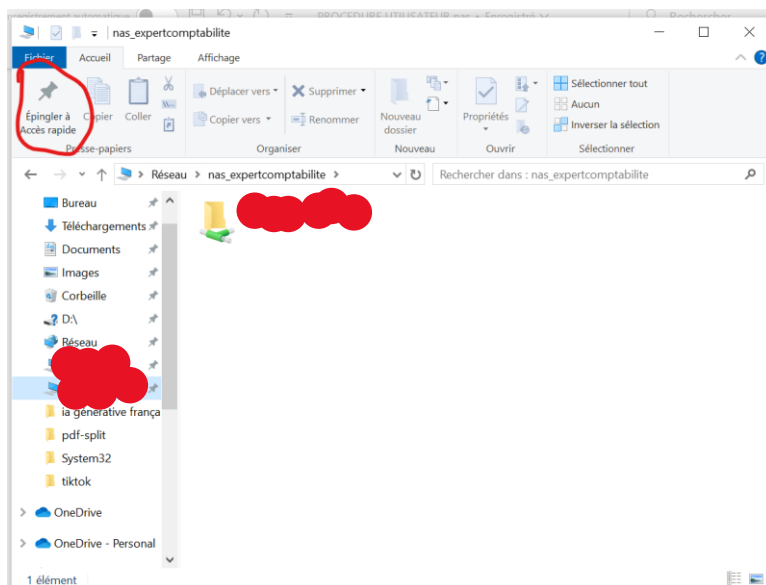 enregistrement automatique PROCEDURE UTILISATEUR nas • Enregistré Rechercher
nas_expertcomptabilite
Fichier Accueil Partage Affichage
Épingler à Accès rapide
Copier
Coller
Presse-papiers
Déplacer vers
Copier vers
Supprimer
Renommer
Organiser
Nouveau dossier
Nouveau
Propriétés
Ouvrir
Sélectionner tout
Aucun
Inverser la sélection
Sélectionner
Réseau > nas_expertcomptabilite >
Rechercher dans : nas_expertcomptabilite
Bureau
Téléchargements
Documents
Images
Corbeille
D:\
Réseau
ia générative frança
pdf-split
System32
tiktok
OneDrive
OneDrive - Personal
1 élément